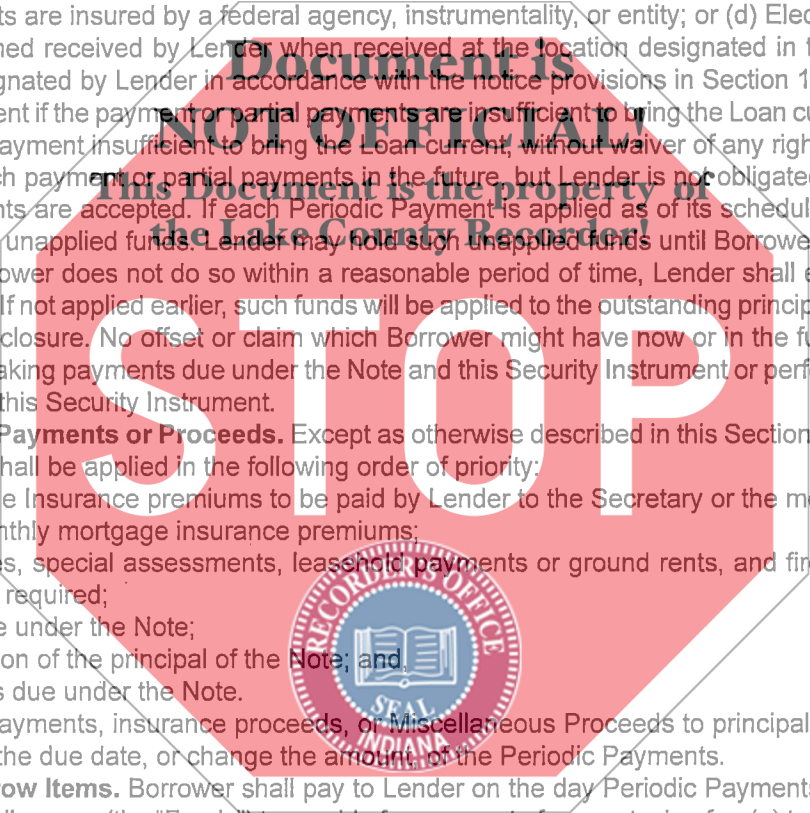 ts are insured by a federal agency, instrumentality, or entity; or (d) Elec
ned received by Lender when received at the location designated in t
Document is
gnated by Lender in accordance with the notice provisions in Section 1
ent if the payment or partial payments are insufficient to bring the Loan cu
NOT OFFICIAL!
ayment insufficient to bring the Loan current, without waiver of any righ
h payment or partial payments in the future, but Lender is not obligated
This Document is the property of
nts are accepted. If each Periodic Payment is applied as of its schedul
the Lake County Recorder!
unapplied funds. Lender may hold such unapplied funds until Borrowe
ower does not do so within a reasonable period of time, Lender shall e
If not applied earlier, such funds will be applied to the outstanding princip
closure. No offset or claim which Borrower might have now or in the fu
aking payments due under the Note and this Security Instrument or perf
this Security Instrument.
STOP
Payments or Proceeds. Except as otherwise described in this Section
hall be applied in the following order of priority:
e Insurance premiums to be paid by Lender to the Secretary or the mo
nthly mortgage insurance premiums;
es, special assessments, leasehold payments or ground rents, and fir
required;
e under the Note;
on of the principal of the Note; and,
s due under the Note.
RECORDER'S OFFICE
SEAL
INDIANA
ayments, insurance proceeds, or Miscellaneous Proceeds to principal
the due date, or change the amount, of the Periodic Payments.
row Items. Borrower shall pay to Lender on the day Periodic Payments